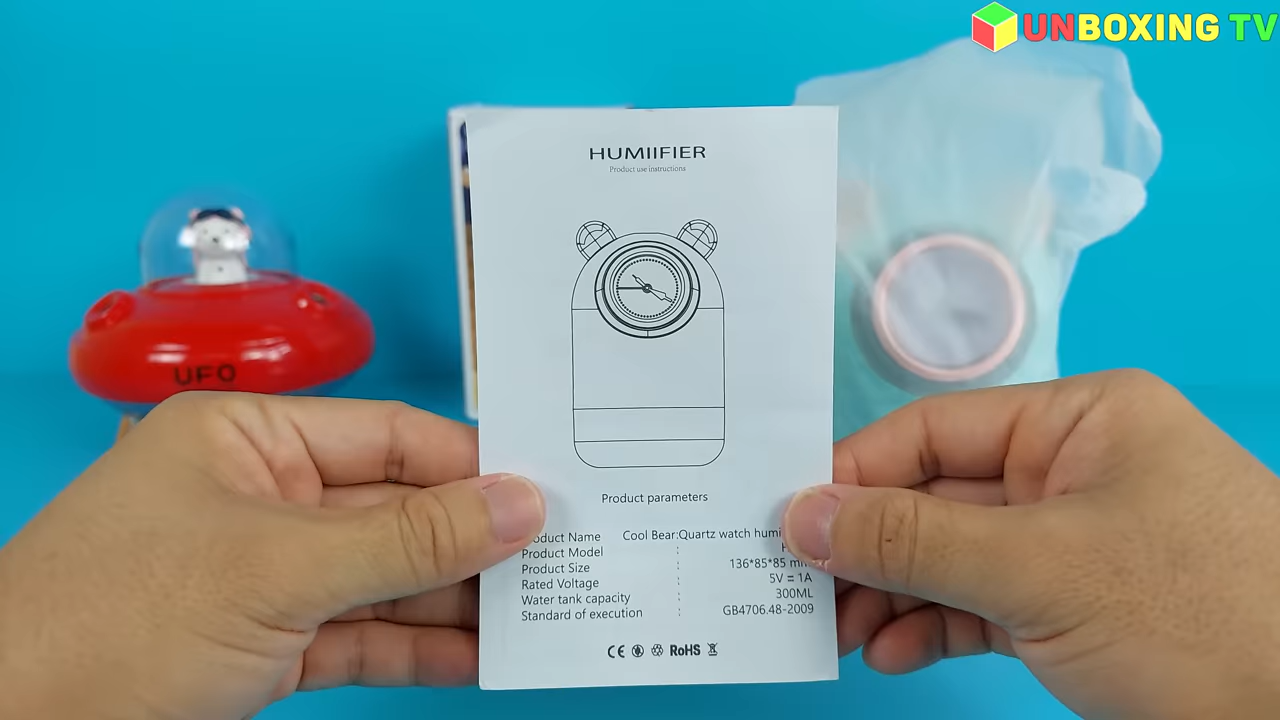 UNBOXING TV
HUMIIFIER
Product use instructions
UFO
Product parameters
Product Name Cool Bear:Quartz watch
Product Model :
Product Size : 136*85*85
Rated Voltage : 5V = 1A
Water tank capacity : 300ML
Standard of execution : GB4706.48-2009
CE RoHS